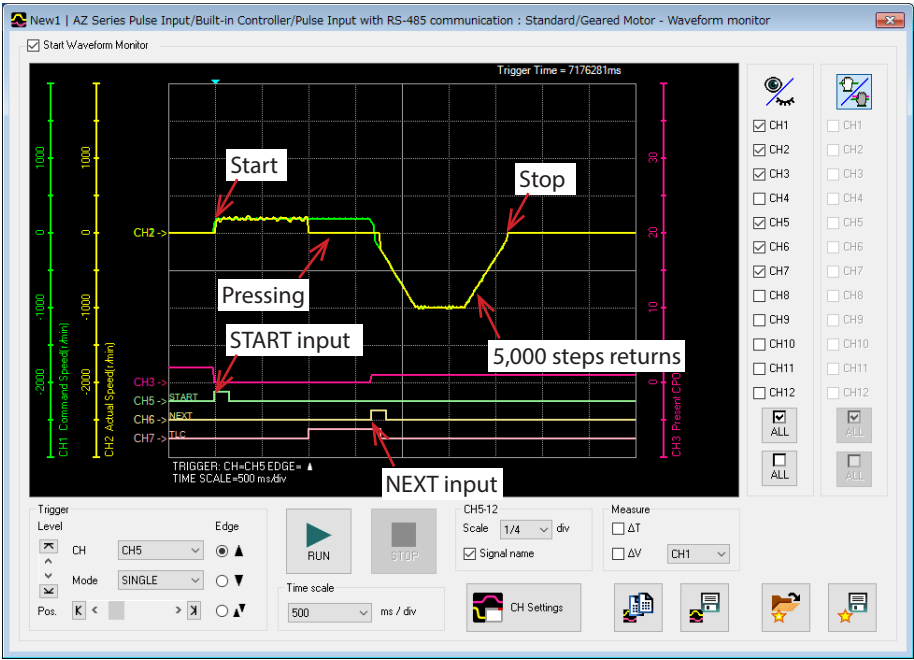 New1 | AZ Series Pulse Input/Built-in Controller/Pulse Input with RS-485 communication : Standard/Geared Motor - Waveform monitor
Start Waveform Monitor
Trigger Time = 7176281ms
1000
0
-1000
-2000
CH1 Command Speed[r/min]
1000
0
-1000
-2000
CH2 Actual Speed[r/min]
30
20
10
0
CH3 Present CPO
Start
Stop
CH2 ->
Pressing
START input
5,000 steps returns
CH3 ->
CH5 -> START
CH6 -> NEXT
CH7 -> TLC
TRIGGER: CH=CH5 EDGE=
TIME SCALE=500 ms/div
NEXT input
CH1
CH2
CH3
CH4
CH5
CH6
CH7
CH8
CH9
CH10
CH11
CH12
ALL
ALL
CH1
CH2
CH3
CH4
CH5
CH6
CH7
CH8
CH9
CH10
CH11
CH12
ALL
ALL
Trigger
Level
Edge
CH CH5
Mode SINGLE
Pos.
RUN
STOP
Time scale
500 ms / div
CH5-12
Scale 1/4 div
Signal name
CH Settings
Measure
ΔT
ΔV CH1